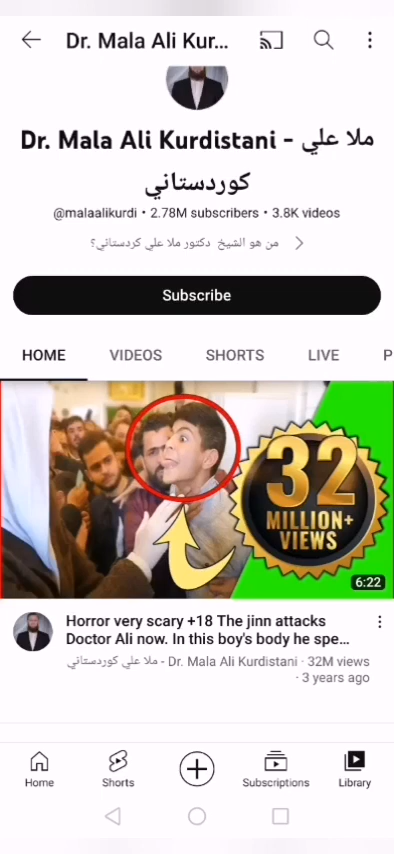 Dr. Mala Ali Kur...
Dr. Mala Ali Kurdistani - ملا علي
كوردستاني
@malaalikurdi • 2.78M subscribers • 3.8K videos
من هو الشيخ دكتور ملا علي كردستاني؟
Subscribe
HOME VIDEOS SHORTS LIVE P
32
MILLION+
VIEWS
6:22
Horror very scary +18 The jinn attacks
Doctor Ali now. In this boy's body he spe...
ملا علي كوردستاني - Dr. Mala Ali Kurdistani · 32M views
· 3 years ago
Home Shorts Subscriptions Library